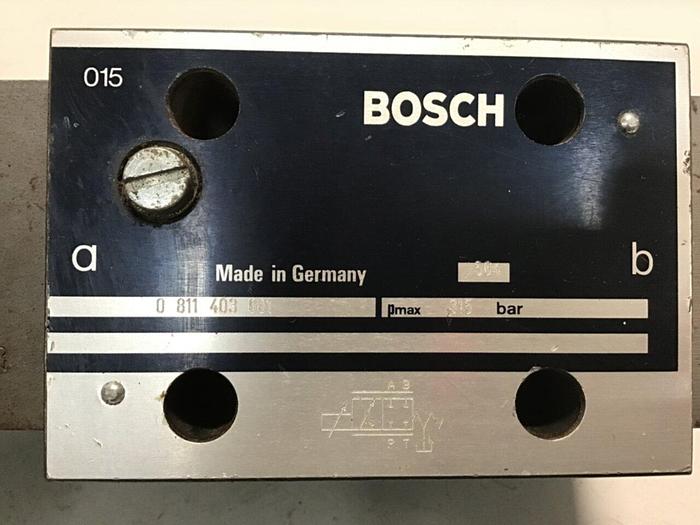 015
BOSCH
a
b
Made in Germany
0 811 403
pmax bar
A B
P T